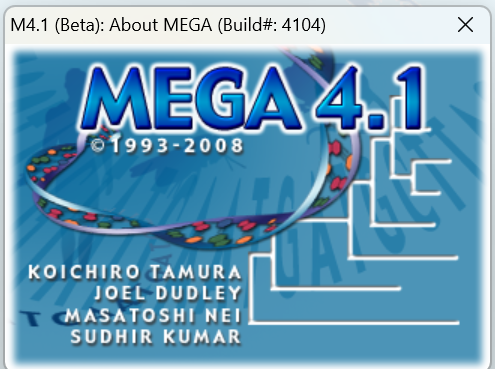 M4.1 (Beta): About MEGA (Build#: 4104)
MEGA 4.1
©1993-2008
KOICHIRO TAMURA
JOEL DUDLEY
MASATOSHI NEI
SUDHIR KUMAR